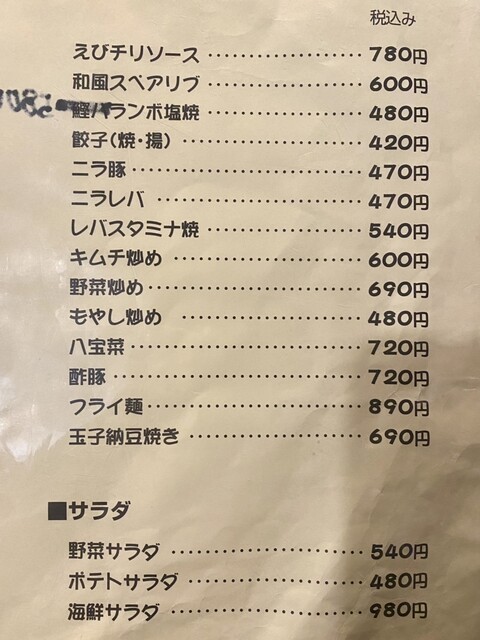 税込み
えびチリソース 780円
和風スペアリブ 600円
鰹ハランボ塩焼 480円
餃子(焼・揚) 420円
ニラ豚 470円
ニラレバ 470円
レバスタミナ焼 540円
キムチ炒め 600円
野菜炒め 690円
もやし炒め 480円
八宝菜 720円
酢豚 720円
フライ麺 890円
玉子納豆焼き 690円
■サラダ
野菜サラダ 540円
ポテトサラダ 480円
海鮮サラダ 980円